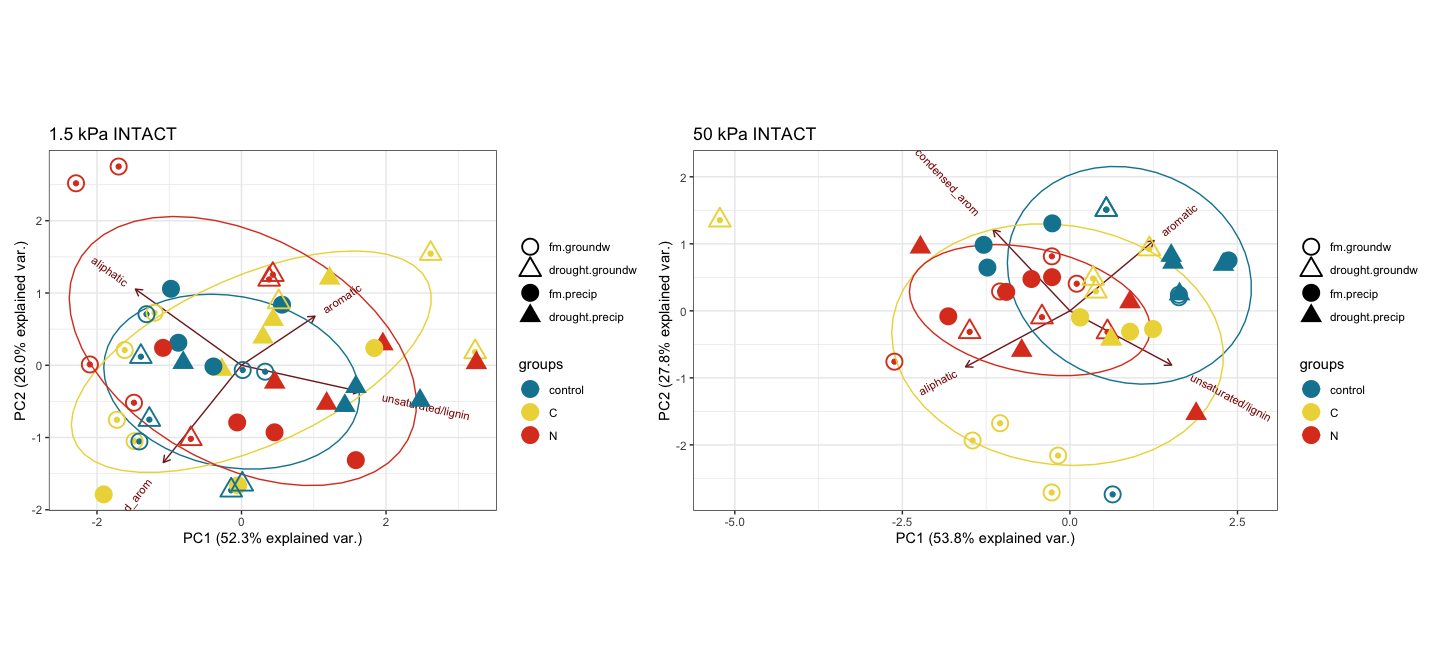 1.5 kPa INTACT
PC2 (26.0% explained var.)
2
1
0
-1
-2
-2
0
2
PC1 (52.3% explained var.)
aliphatic
aromatic
unsaturated/lignin
d_arom
fm.groundw
drought.groundw
fm.precip
drought.precip
groups
control
C
N
50 kPa INTACT
PC2 (27.8% explained var.)
2
1
0
-1
-2
-5.0
-2.5
0.0
2.5
PC1 (53.8% explained var.)
condensed_arom
aromatic
aliphatic
unsaturated/lignin
fm.groundw
drought.groundw
fm.precip
drought.precip
groups
control
C
N